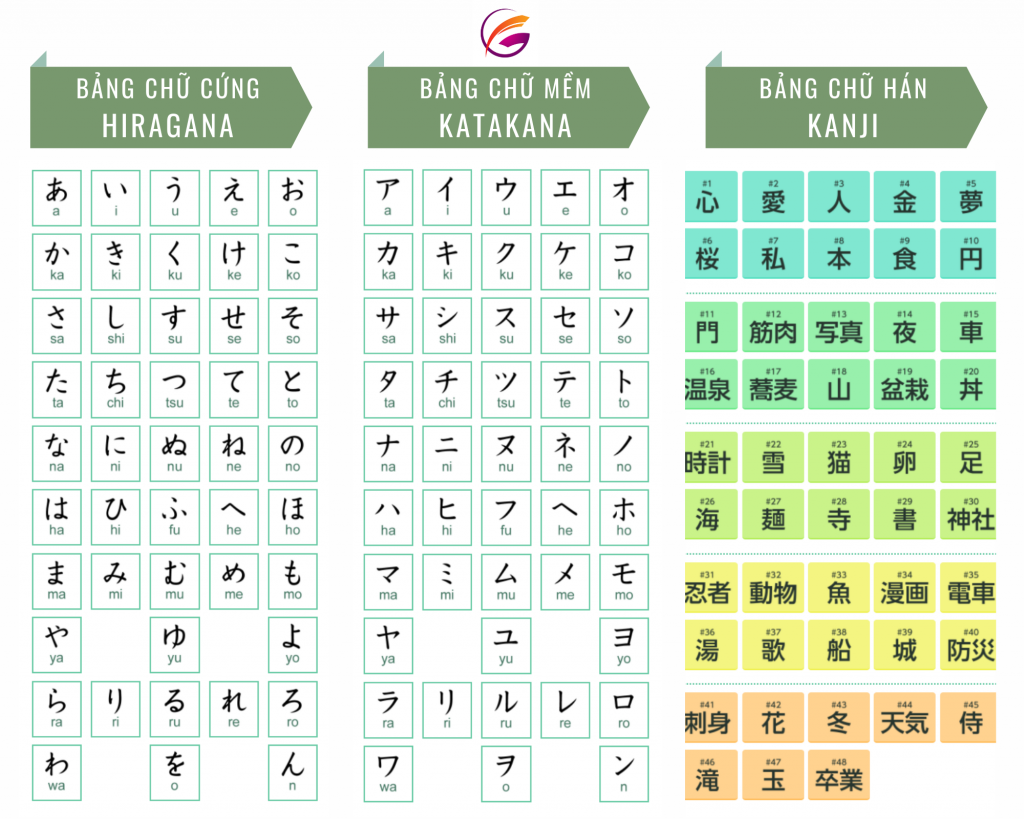 BẢNG CHỮ CỨNG
HIRAGANA
あ い う え お
a i u e o
か き く け こ
ka ki ku ke ko
さ し す せ そ
sa shi su se so
た ち つ て と
ta chi tsu te to
な に ぬ ね の
na ni nu ne no
は ひ ふ へ ほ
ha hi fu he ho
ま み む め も
ma mi mu me mo
や ゆ よ
ya yu yo
ら り る れ ろ
ra ri ru re ro
わ を ん
wa o n
BẢNG CHỮ MỀM
KATAKANA
ア イ ウ エ オ
a i u e o
カ キ ク ケ コ
ka ki ku ke ko
サ シ ス セ ソ
sa shi su se so
タ チ ツ テ ト
ta chi tsu te to
ナ ニ ヌ ネ ノ
na ni nu ne no
ハ ヒ フ ヘ ホ
ha hi fu he ho
マ ミ ム メ モ
ma mi mu me mo
ヤ ユ ヨ
ya yu yo
ラ リ ル レ ロ
ra ri ru re ro
ワ ヲ ン
wa o n
BẢNG CHỮ HÁN
KANJI
#1 #2 #3 #4 #5
心 愛 人 金 夢
#6 #7 #8 #9 #10
桜 私 本 食 円
#11 #12 #13 #14 #15
門 筋肉 写真 夜 車
#16 #17 #18 #19 #20
温泉 蕎麦 山 盆栽 丼
#21 #22 #23 #24 #25
時計 雪 猫 卵 足
#26 #27 #28 #29 #30
海 麺 寺 書 神社
#31 #32 #33 #34 #35
忍者 動物 魚 漫画 電車
#36 #37 #38 #39 #40
湯 歌 船 城 防災
#41 #42 #43 #44 #45
刺身 花 冬 天気 侍
#46 #47 #48
滝 玉 卒業